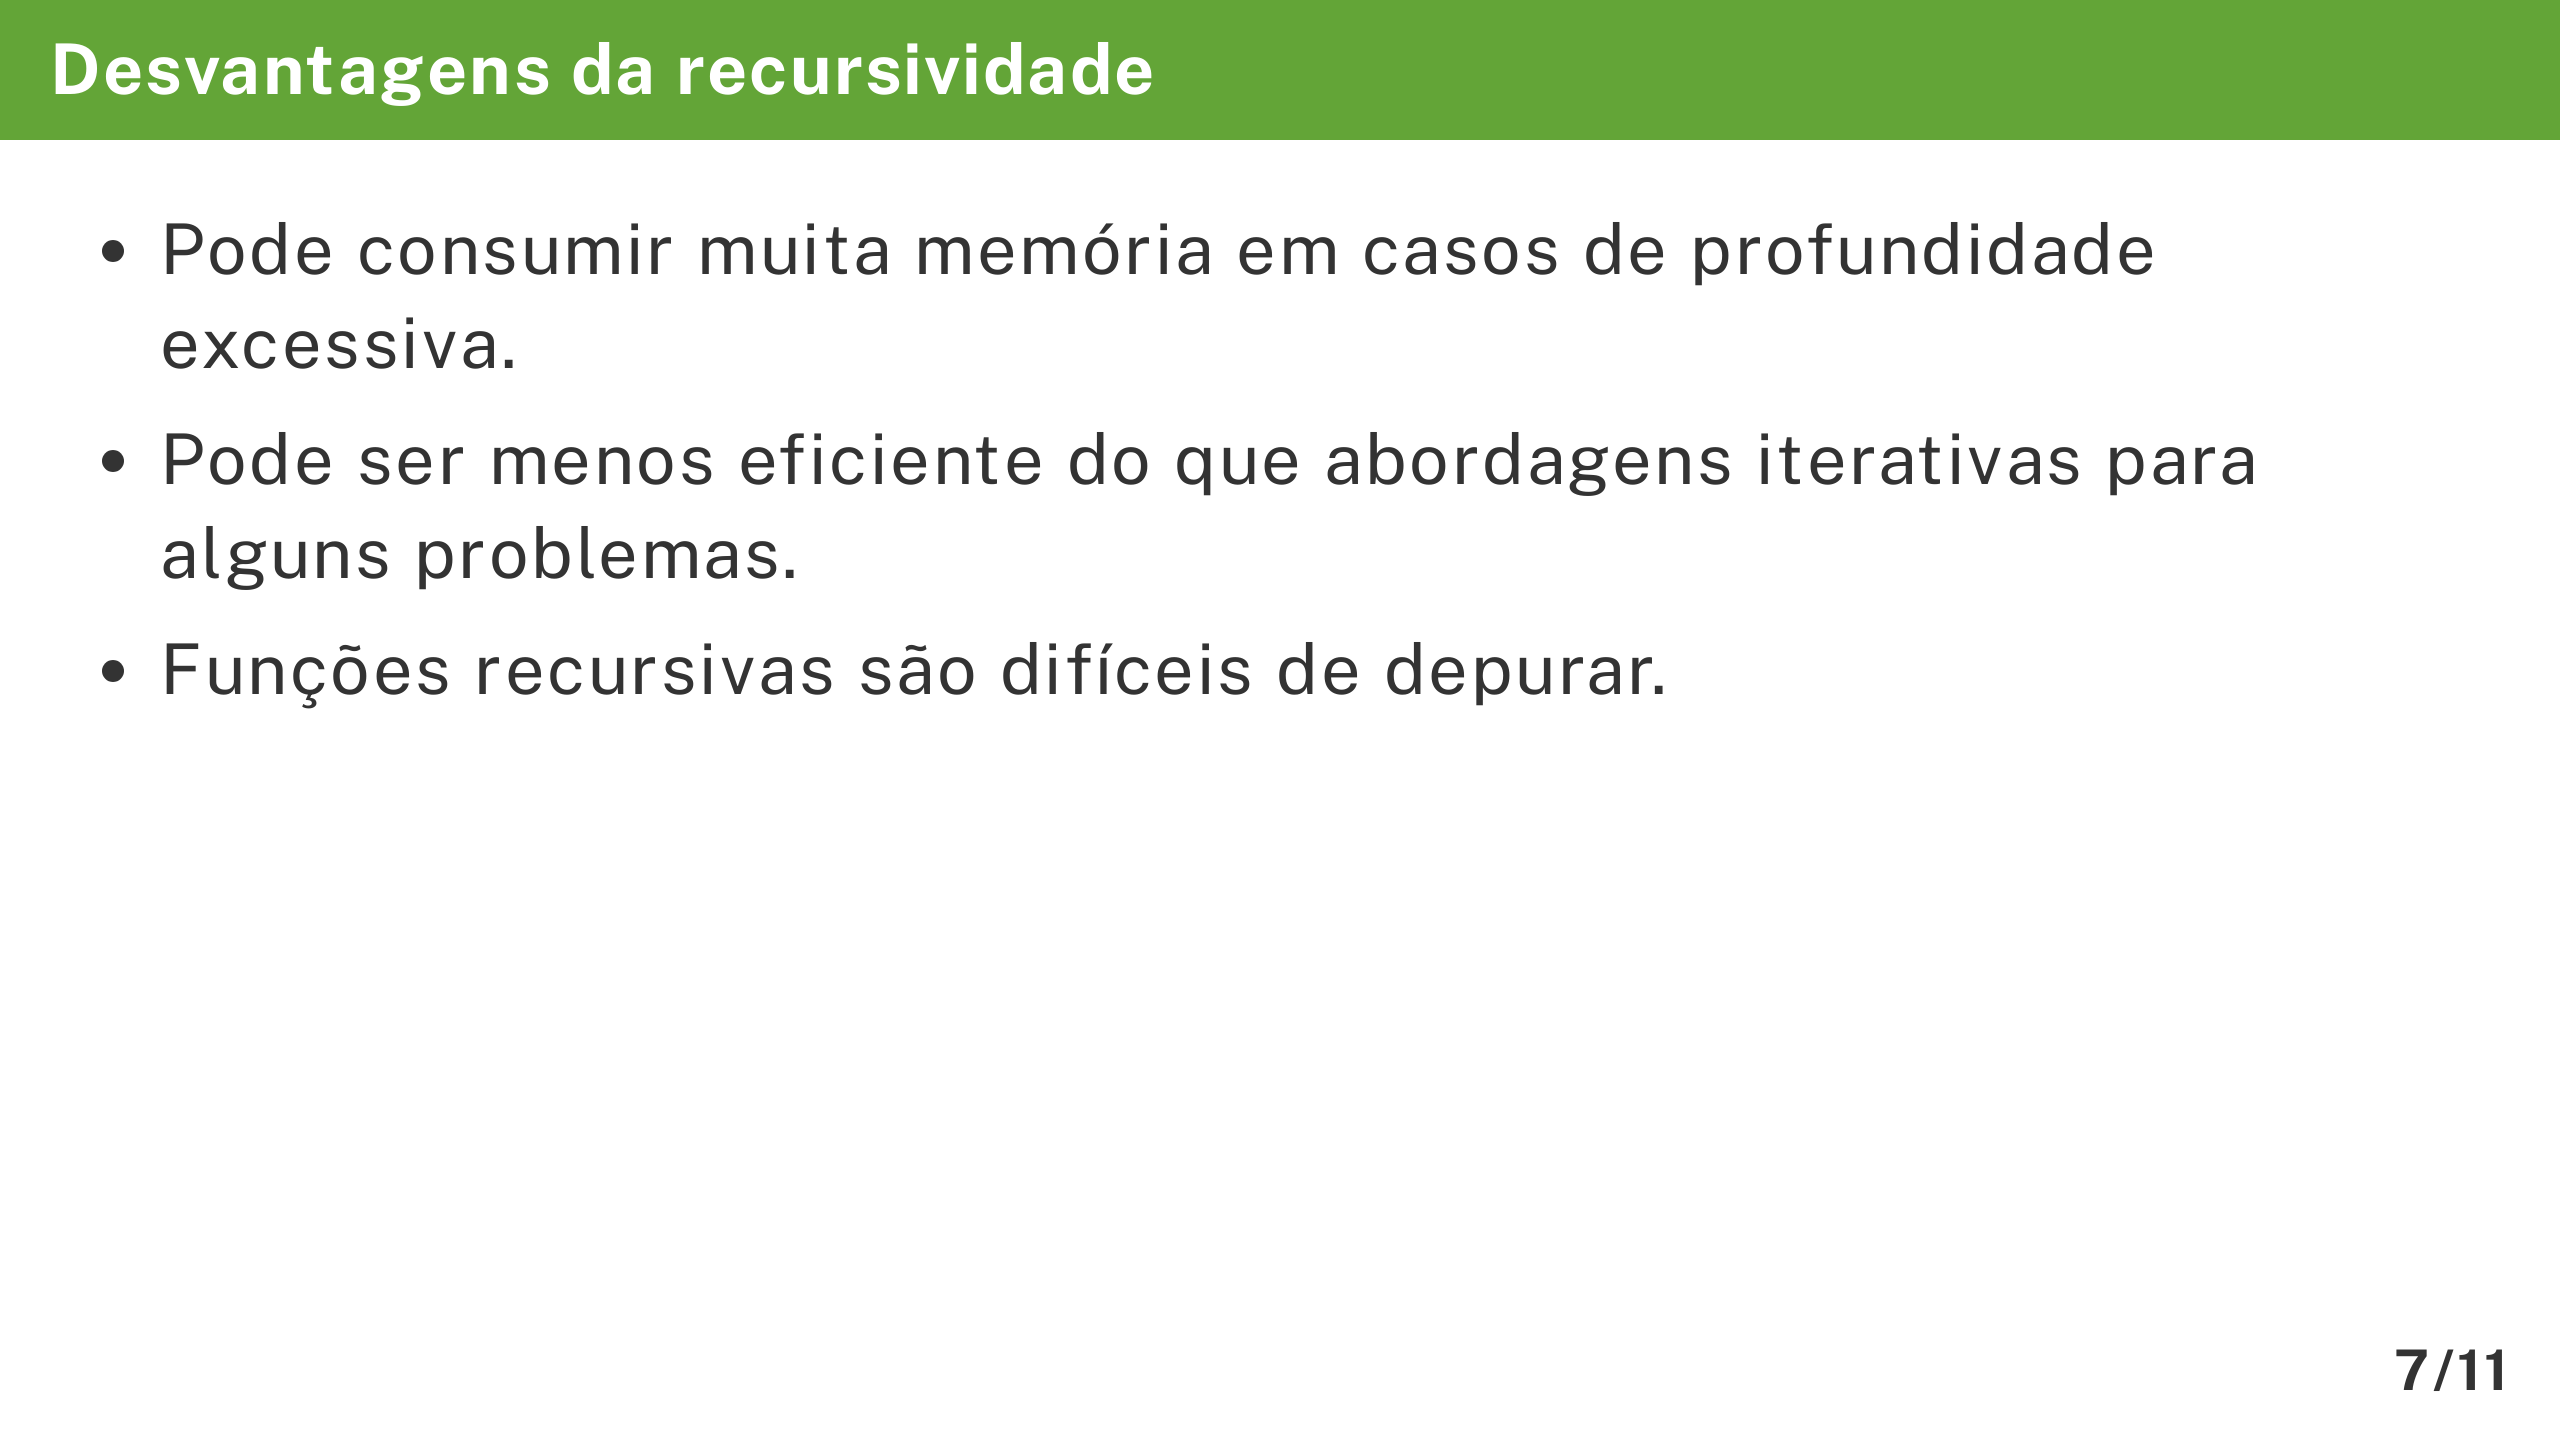 Desvantagens da recursividade
• Pode consumir muita memória em casos de profundidade
excessiva.
• Pode ser menos eficiente do que abordagens iterativas para
alguns problemas.
• Funções recursivas são difíceis de depurar.
7/11